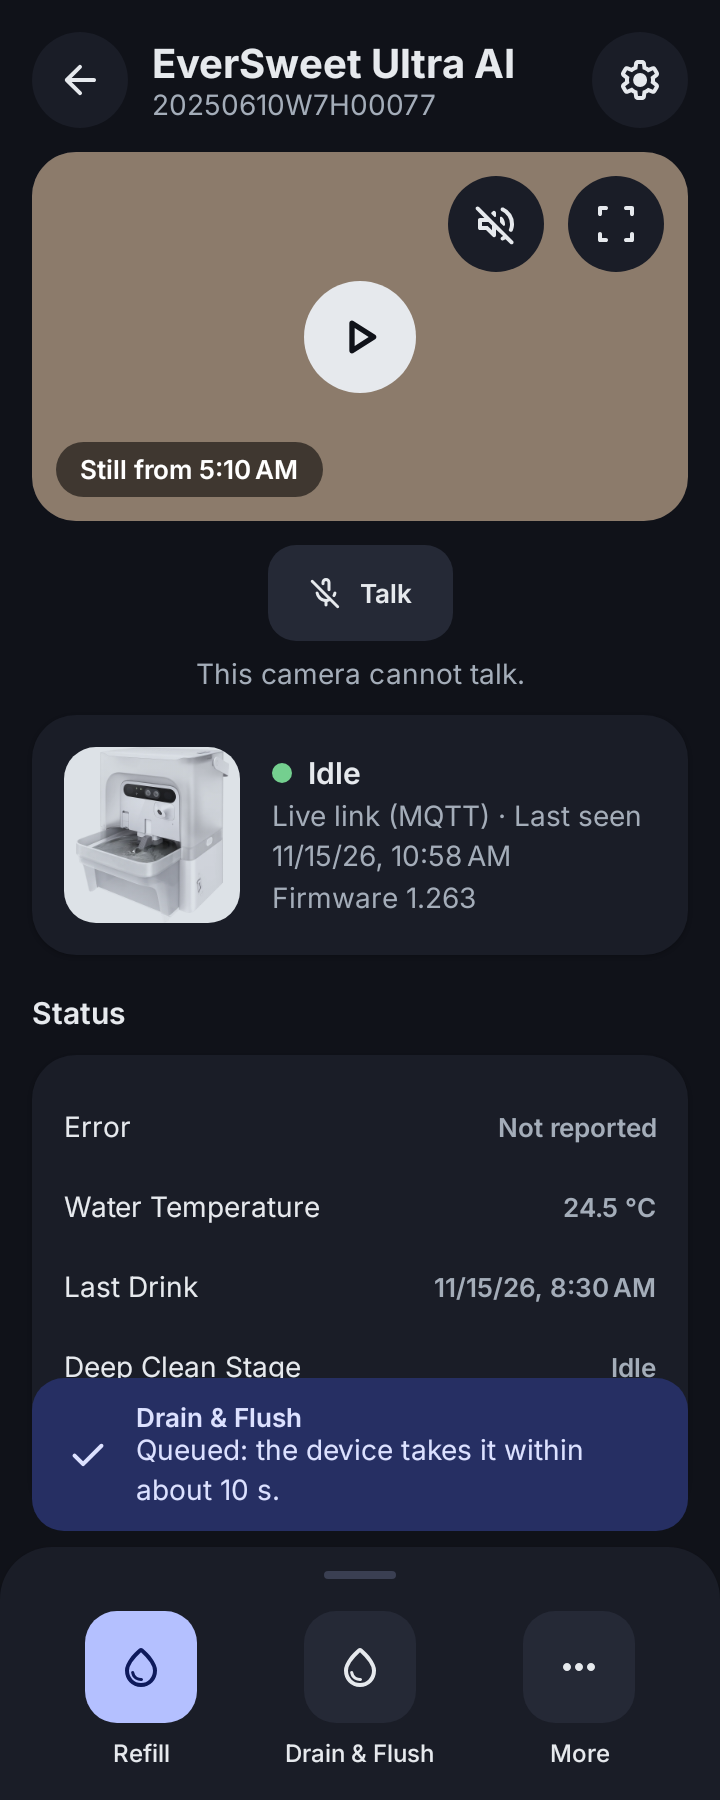 EverSweet Ultra AI
20250610W7H00077
Still from 5:10 AM
Talk
This camera cannot talk.
Idle
Live link (MQTT) · Last seen
11/15/26, 10:58 AM
Firmware 1.263
Status
Error
Not reported
Water Temperature
24.5 °C
Last Drink
11/15/26, 8:30 AM
Deep Clean Stage
Idle
Drain & Flush
Queued: the device takes it within
about 10 s.
Refill
Drain & Flush
More